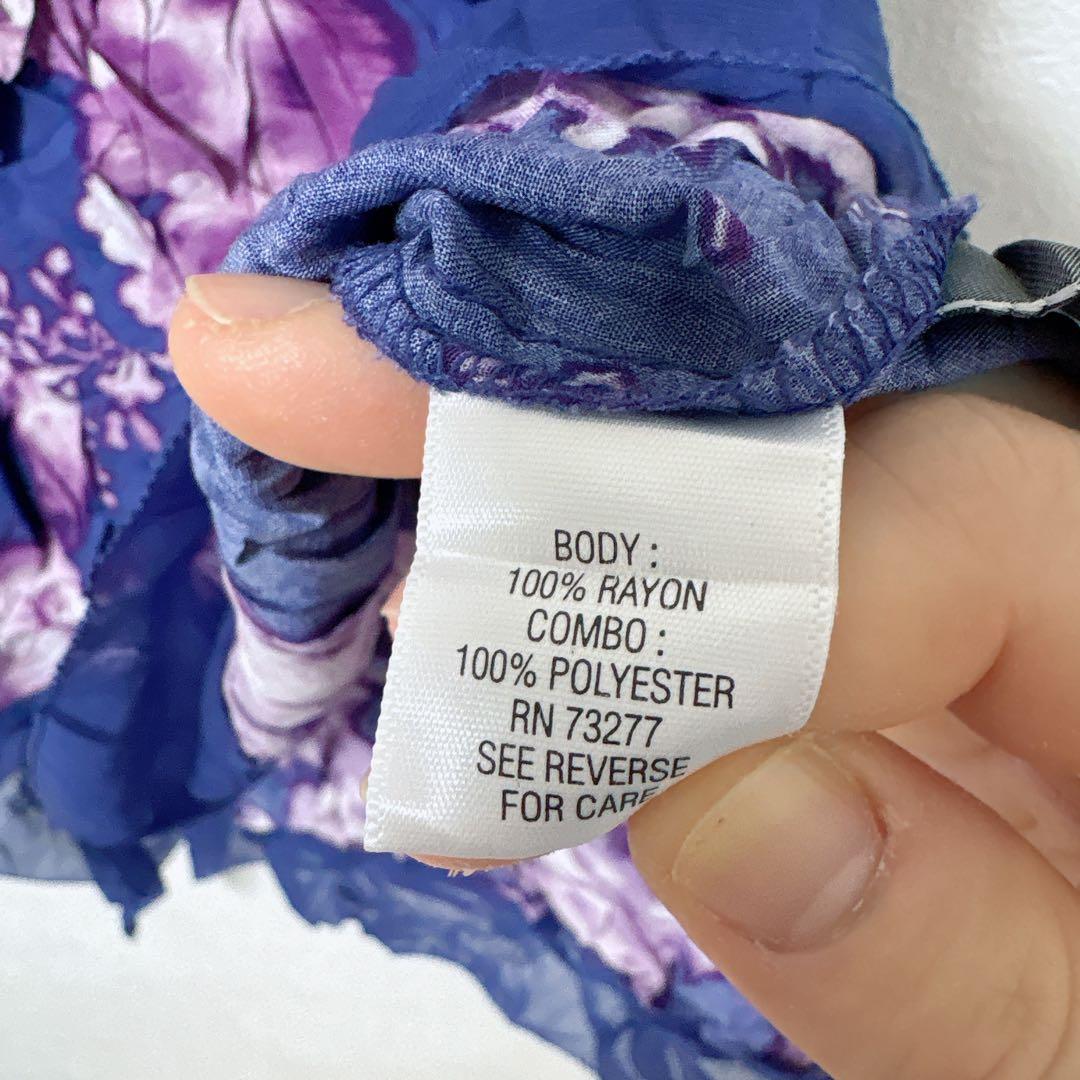 BODY :
100% RAYON
COMBO :
100% POLYESTER
RN 73277
SEE REVERSE
FOR CARE